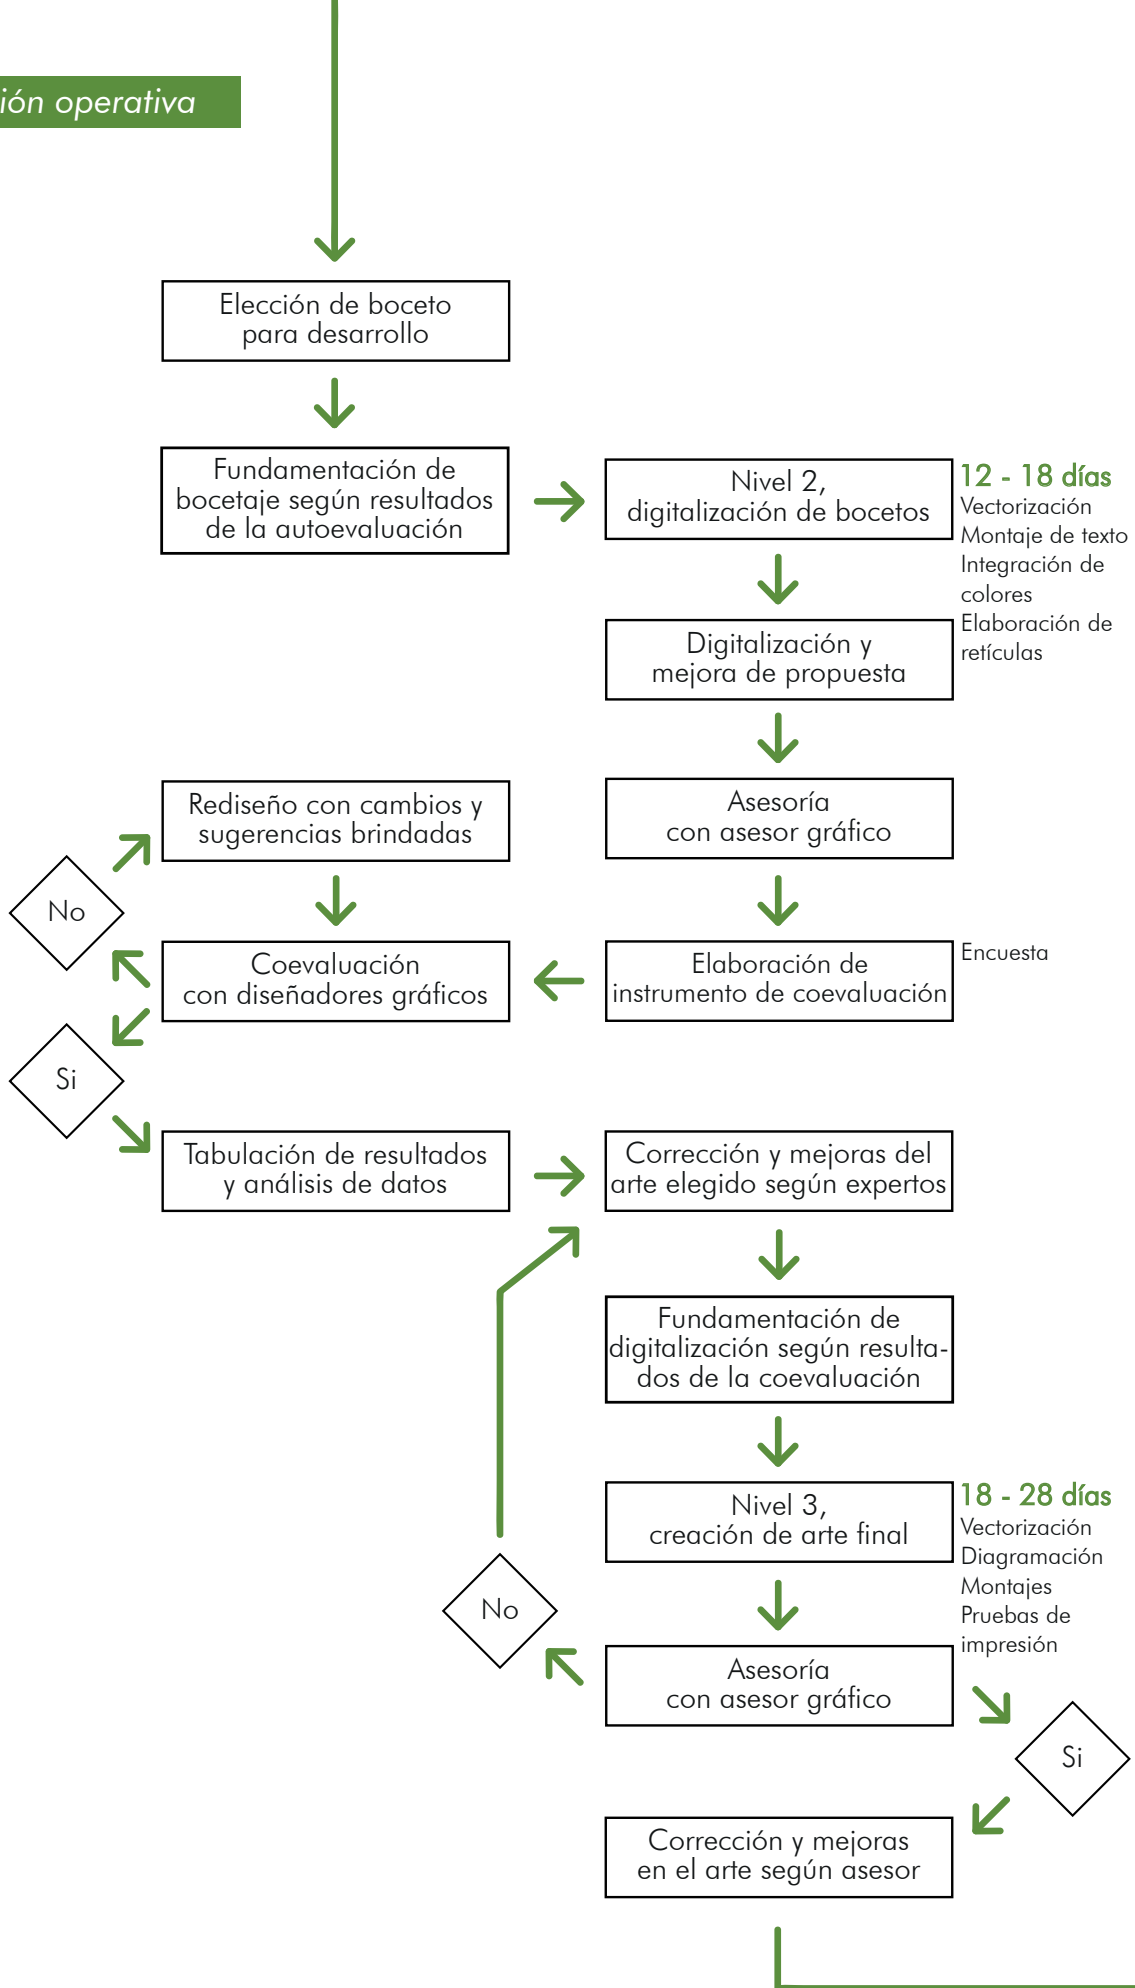 ión operativa
Elección de boceto
para desarrollo
Fundamentación de
bocetaje según resultados
de la autoevaluación
Nivel 2,
digitalización de bocetos
12 - 18 días
Vectorización
Montaje de texto
Integración de
colores
Elaboración de
retículas
Digitalización y
mejora de propuesta
Asesoría
con asesor gráfico
Rediseño con cambios y
sugerencias brindadas
No
Coevaluación
con diseñadores gráficos
Elaboración de
instrumento de coevaluación
Encuesta
Si
Tabulación de resultados
y análisis de datos
Corrección y mejoras del
arte elegido según expertos
Fundamentación de
digitalización según resulta-
dos de la coevaluación
Nivel 3,
creación de arte final
18 - 28 días
Vectorización
Diagramación
Montajes
Pruebas de
impresión
No
Asesoría
con asesor gráfico
Si
Corrección y mejoras
en el arte según asesor